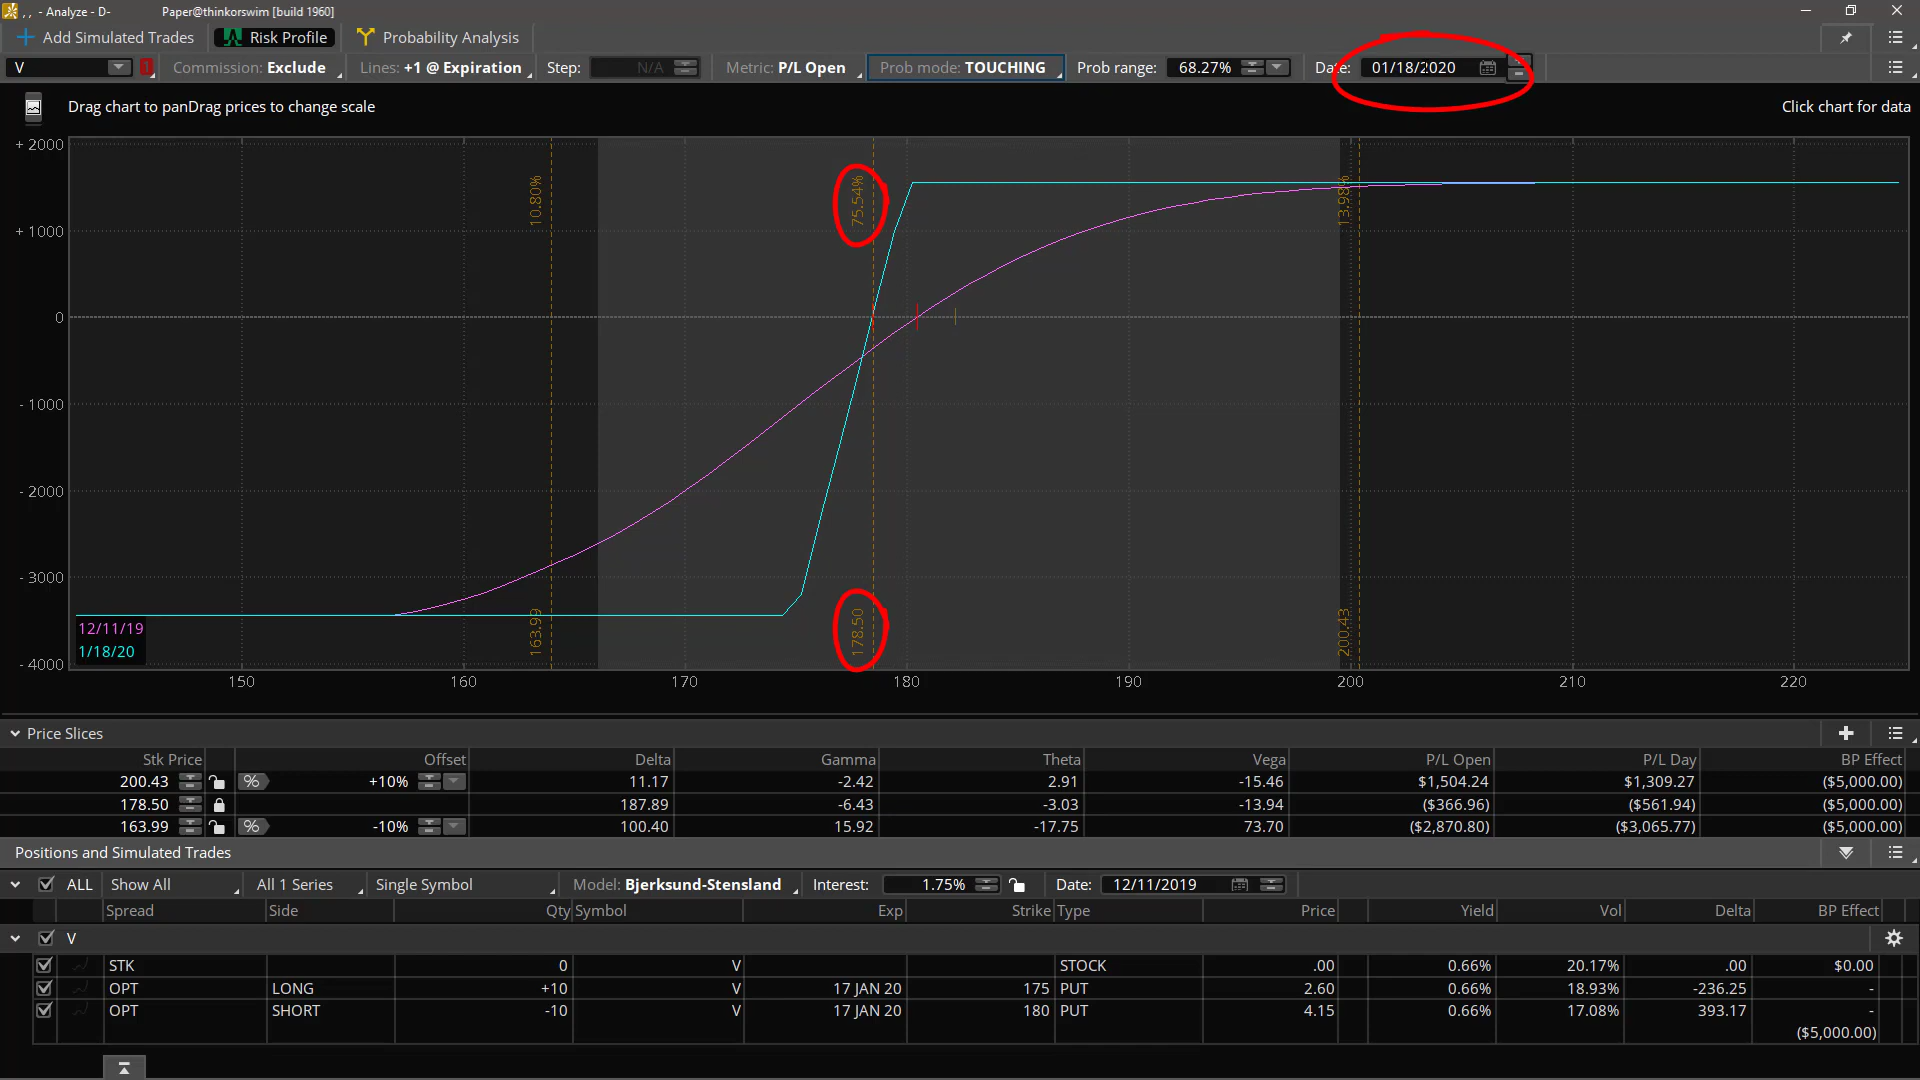 ,, - Analyze - D- Paper@thinkorswim [build 1960]
Add Simulated Trades Risk Profile Probability Analysis
V 1 Commission: Exclude Lines: +1 @ Expiration Step: N/A Metric: P/L Open Prob mode: TOUCHING Prob range: 68.27% Date: 01/18/2020
Drag chart to panDrag prices to change scale Click chart for data
+ 2000
+ 1000
0
- 1000
- 2000
- 3000
- 4000
10.80% 75.54% 13.98%
163.99 178.50 200.43
12/11/19
1/18/20
150 160 170 180 190 200 210 220
Price Slices
Stk Price Offset Delta Gamma Theta Vega P/L Open P/L Day BP Effect
200.43 % +10% 11.17 -2.42 2.91 -15.46 $1,504.24 $1,309.27 ($5,000.00)
178.50 187.89 -6.43 -3.03 -13.94 ($366.96) ($561.94) ($5,000.00)
163.99 % -10% 100.40 15.92 -17.75 73.70 ($2,870.80) ($3,065.77) ($5,000.00)
Positions and Simulated Trades
ALL Show All All 1 Series Single Symbol Model: Bjerksund-Stensland Interest: 1.75% Date: 12/11/2019
Spread Side Qty Symbol Exp Strike Type Price Yield Vol Delta BP Effect
V
STK 0 V STOCK .00 0.66% 20.17% .00 $0.00
OPT LONG +10 V 17 JAN 20 175 PUT 2.60 0.66% 18.93% -236.25 -
OPT SHORT -10 V 17 JAN 20 180 PUT 4.15 0.66% 17.08% 393.17 -
($5,000.00)